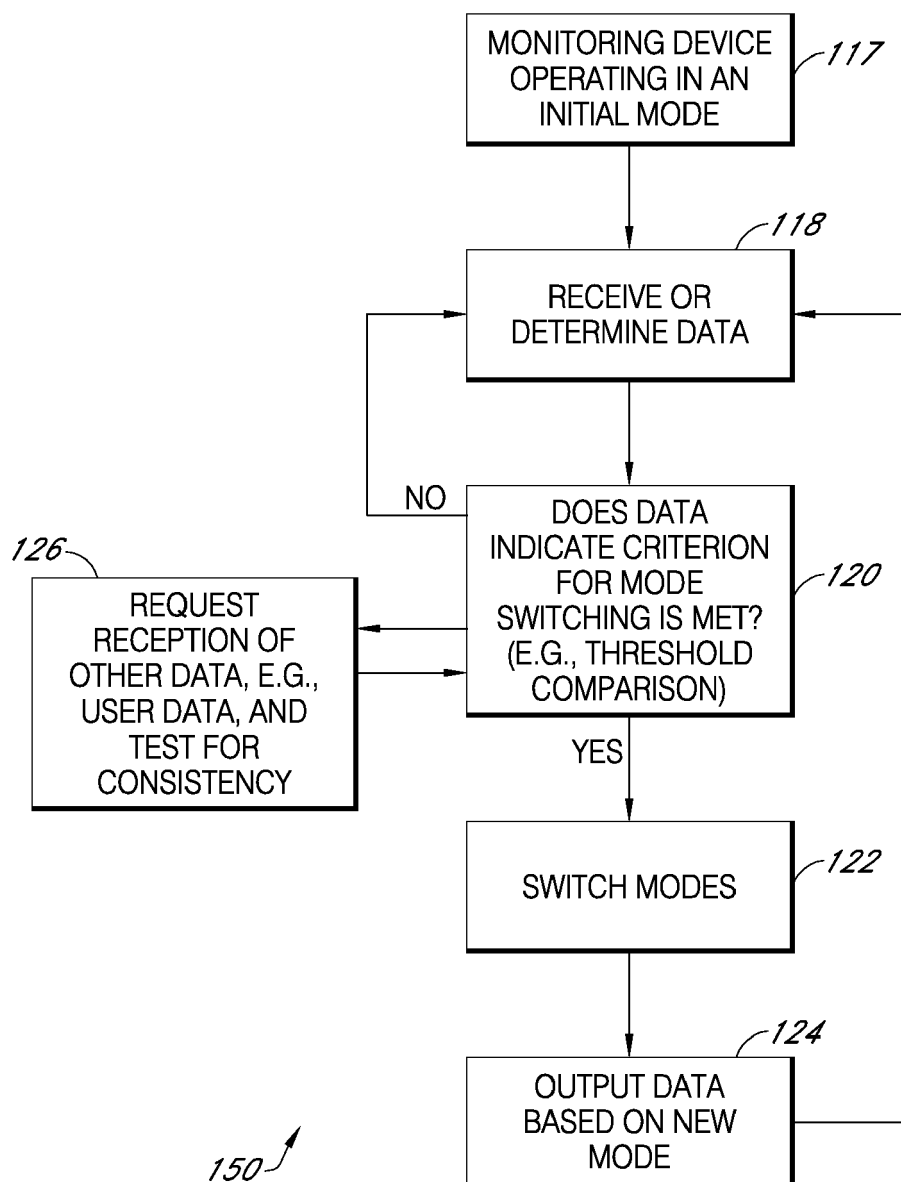 MONITORING DEVICE
OPERATING IN AN
INITIAL MODE
117
118
RECEIVE OR
DETERMINE DATA
NO
DOES DATA
INDICATE CRITERION
FOR MODE
SWITCHING IS MET?
(E.G., THRESHOLD
COMPARISON)
120
126
REQUEST
RECEPTION OF
OTHER DATA, E.G.,
USER DATA, AND
TEST FOR
CONSISTENCY
YES
SWITCH MODES
122
124
OUTPUT DATA
BASED ON NEW
MODE
150